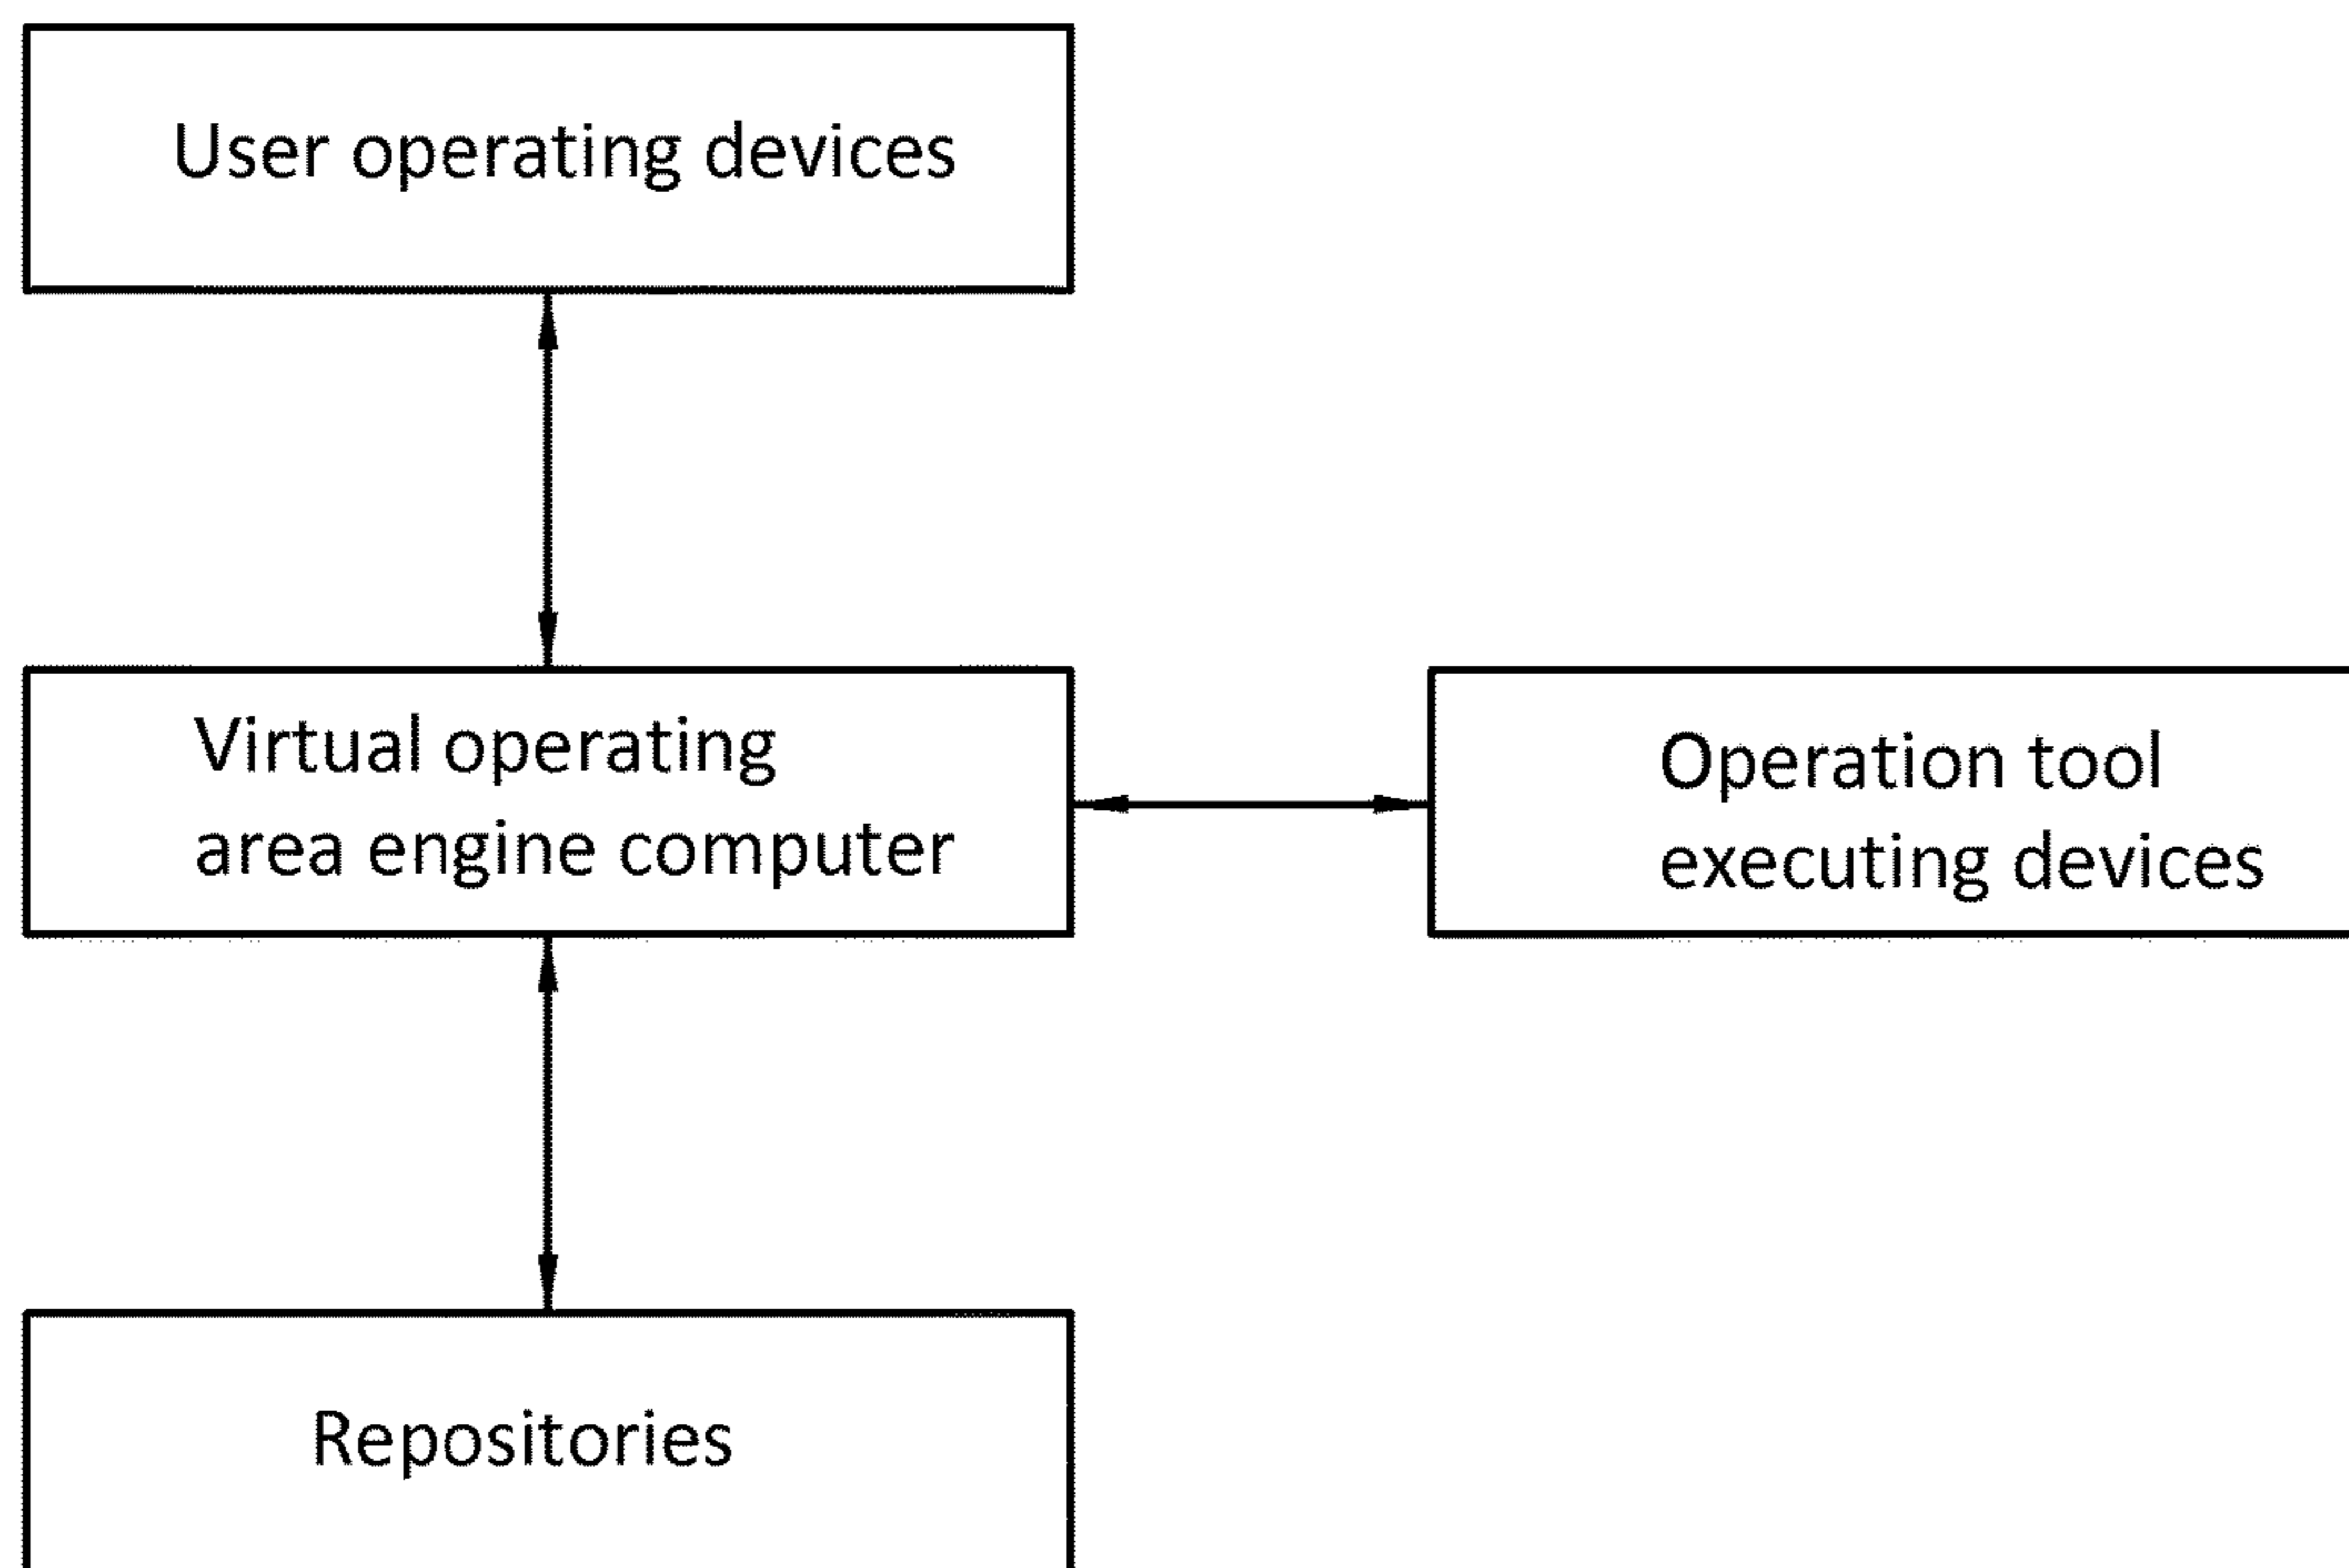 User operating devices
Virtual operating
area engine computer
Operation tool
executing devices
Repositories